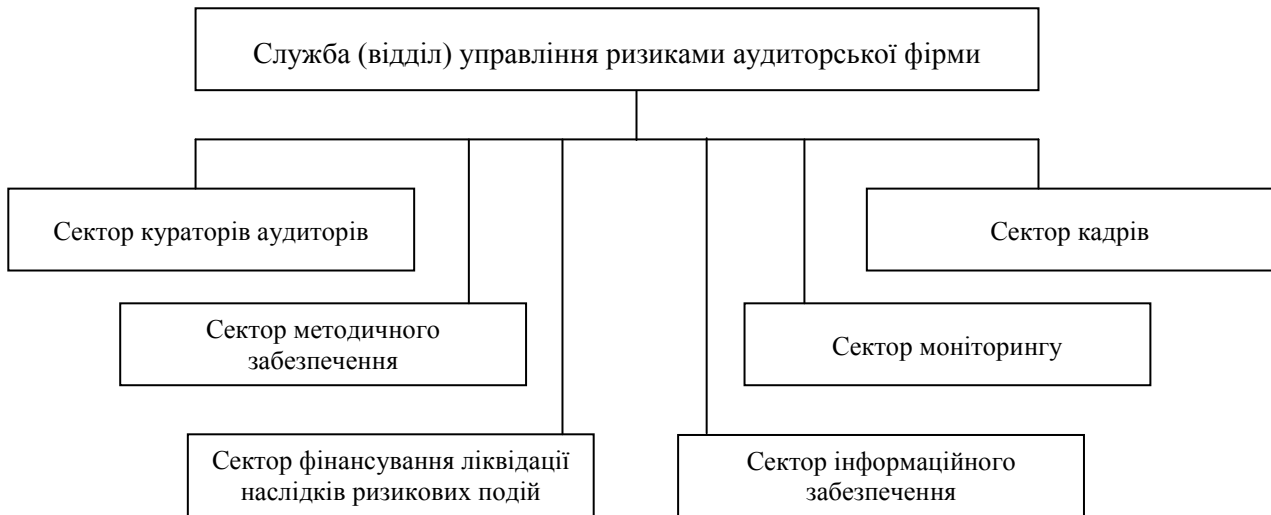 Служба (відділ) управління ризиками аудиторської фірми
Сектор кураторів аудиторів
Сектор кадрів
Сектор методичного
забезпечення
Сектор моніторингу
Сектор фінансування ліквідації
наслідків ризикових подій
Сектор інформаційного
забезпечення